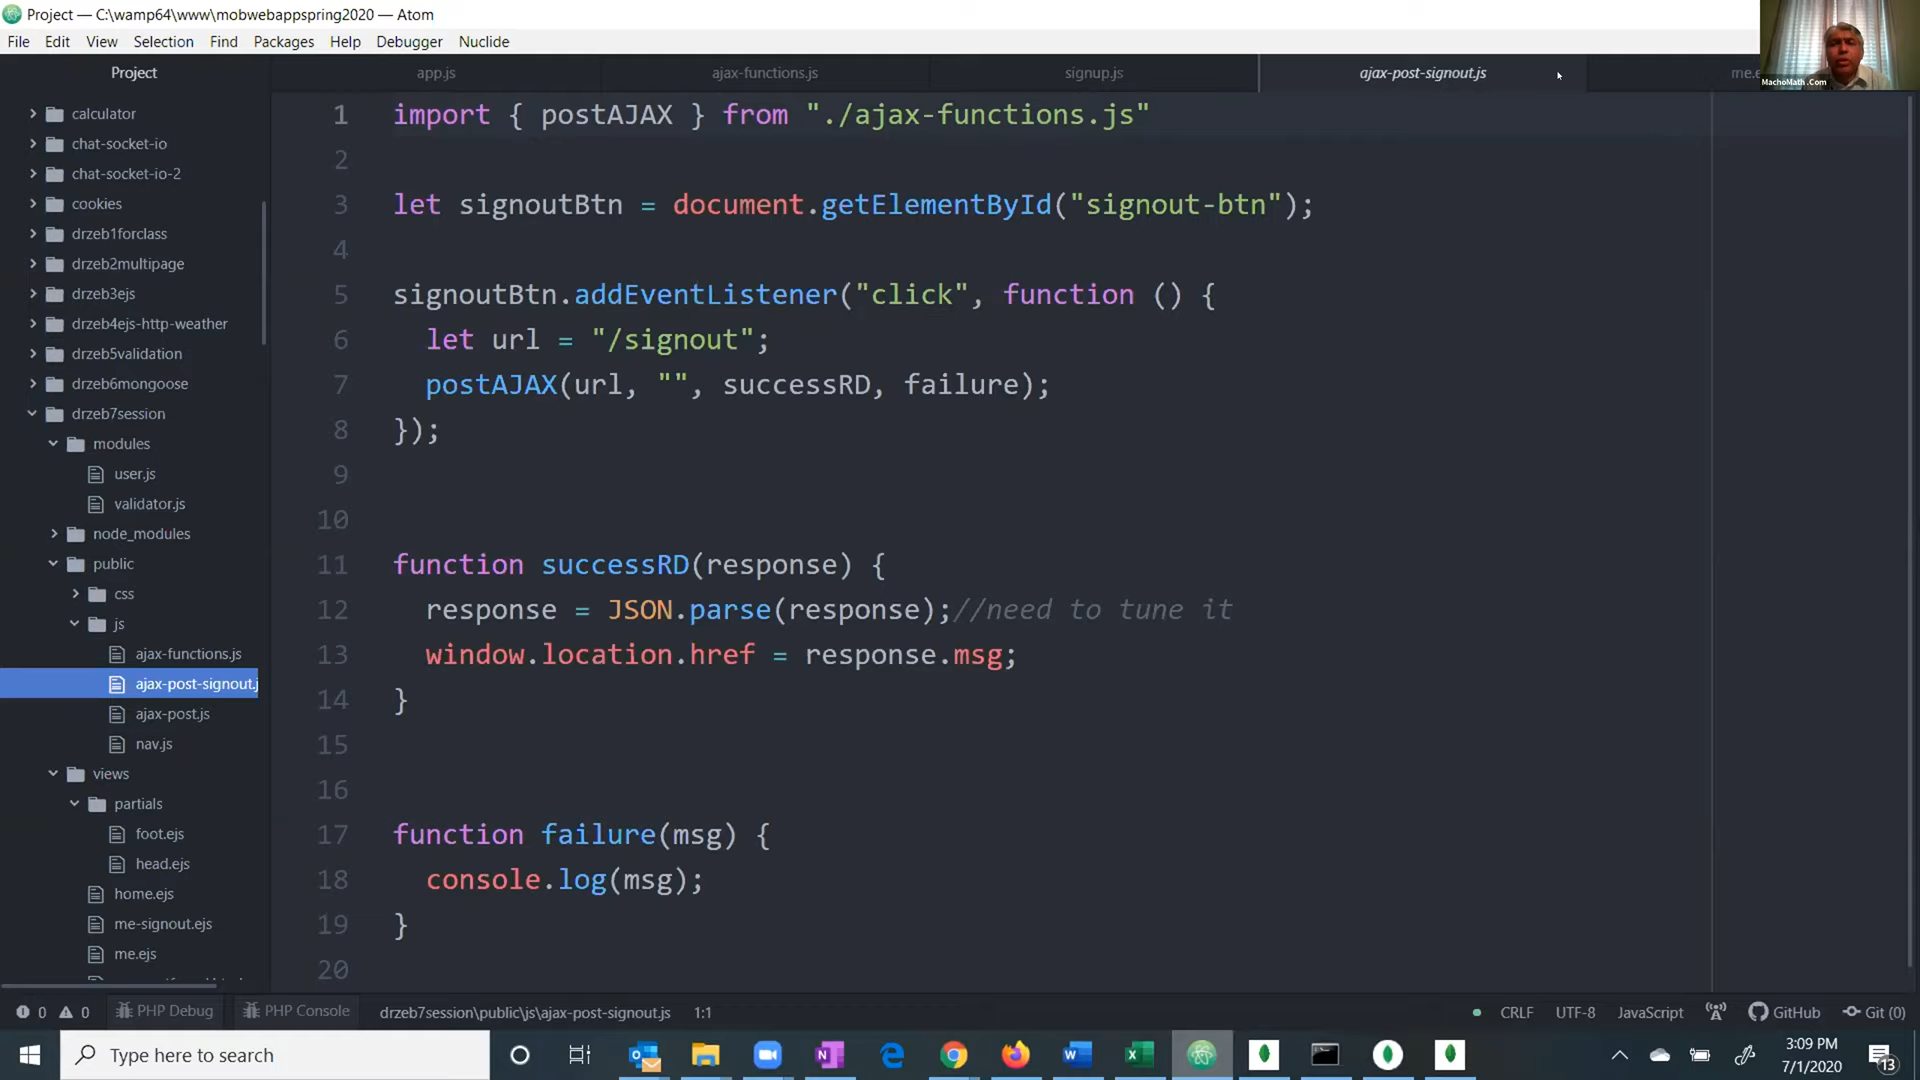 Project — C:\wamp64\www\mobwebappspring2020 — Atom
File Edit View Selection Find Packages Help Debugger Nuclide
MachoMath .Com
Project
app.js
ajax-functions.js
signup.js
ajax-post-signout.js
calculator
chat-socket-io
chat-socket-io-2
cookies
drzeb1forclass
drzeb2multipage
drzeb3ejs
drzeb4ejs-http-weather
drzeb5validation
drzeb6mongoose
drzeb7session
modules
user.js
validator.js
node_modules
public
css
js
ajax-functions.js
ajax-post-signout.j
ajax-post.js
nav.js
views
partials
foot.ejs
head.ejs
home.ejs
me-signout.ejs
me.ejs
1 import { postAJAX } from "./ajax-functions.js"
2
3 let signoutBtn = document.getElementById("signout-btn");
4
5 signoutBtn.addEventListener("click", function () {
6 let url = "/signout";
7 postAJAX(url, "", successRD, failure);
8 });
9
10
11 function successRD(response) {
12 response = JSON.parse(response);//need to tune it
13 window.location.href = response.msg;
14 }
15
16
17 function failure(msg) {
18 console.log(msg);
19 }
20
0 0 PHP Debug PHP Console drzeb7session\public\js\ajax-post-signout.js 1:1 CRLF UTF-8 JavaScript GitHub Git (0)
Type here to search
3:09 PM
7/1/2020
13